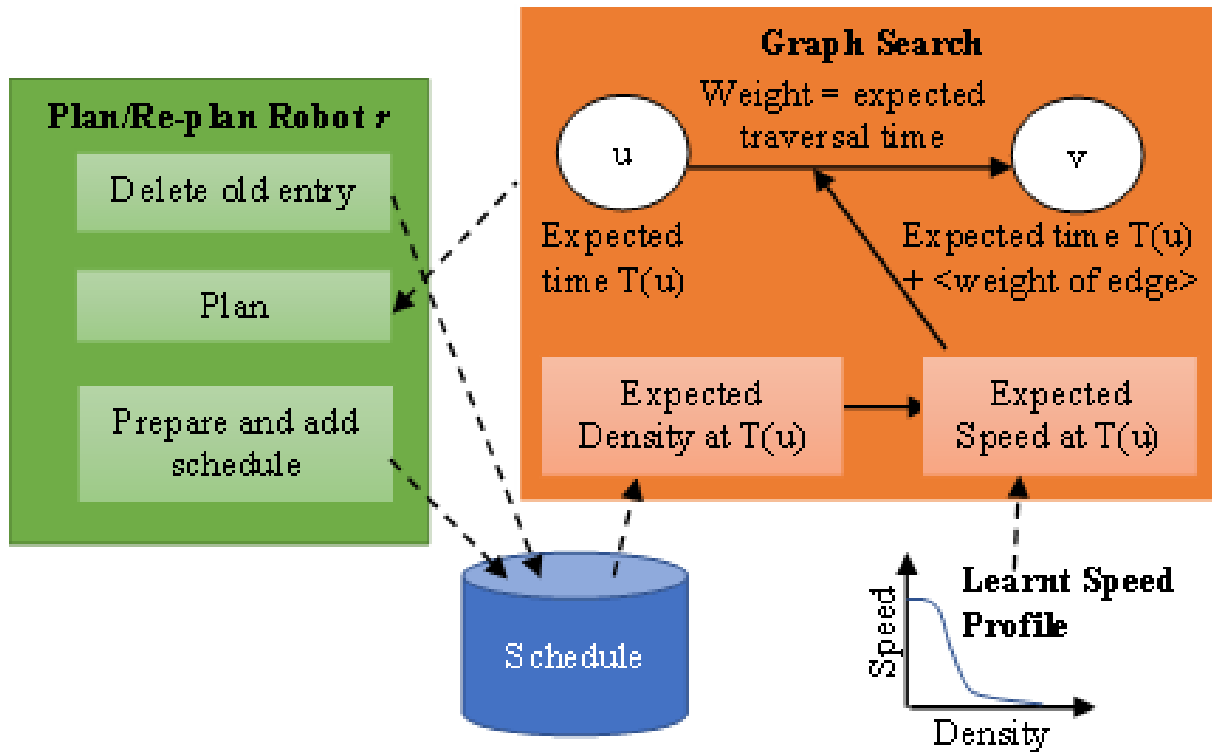 Plan/Re-plan Robot r
Delete old entry
Plan
Prepare and add
schedule
Graph Search
Weight = expected
traversal time
u
v
Expected
time T(u)
Expected time T(u)
+ <weight of edge>
Expected
Density at T(u)
Expected
Speed at T(u)
Schedule
Learnt Speed
Profile
Speed
Density